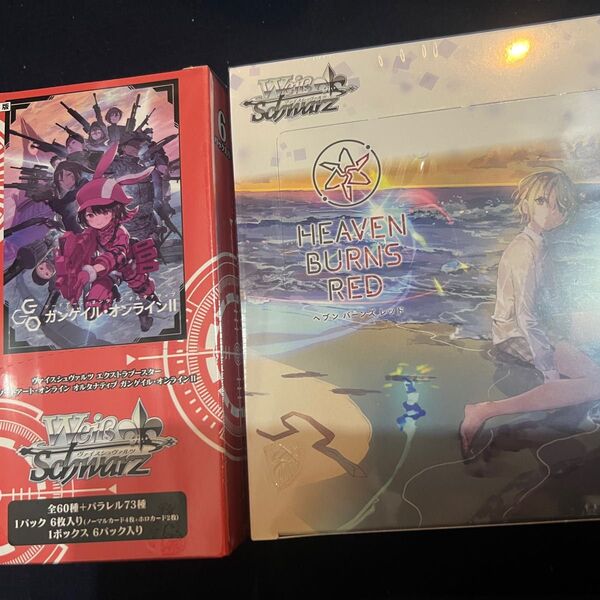 版
6
GGO ガンゲイル・オンラインII
ヴァイスシュヴァルツ エクストラブースター
アート・オンライン オルタナティブ ガンゲイル・オンラインII
Weiß
ヴァイスシュヴァルツ
Schwarz
全60種+パラレル73種
1パック 6枚入り(ノーマルカード4枚+ホロカード2枚)
1ボックス 6パック入り
Weiß
Schwarz
HEAVEN
BURNS
RED
ヘブン バーンズ レッド